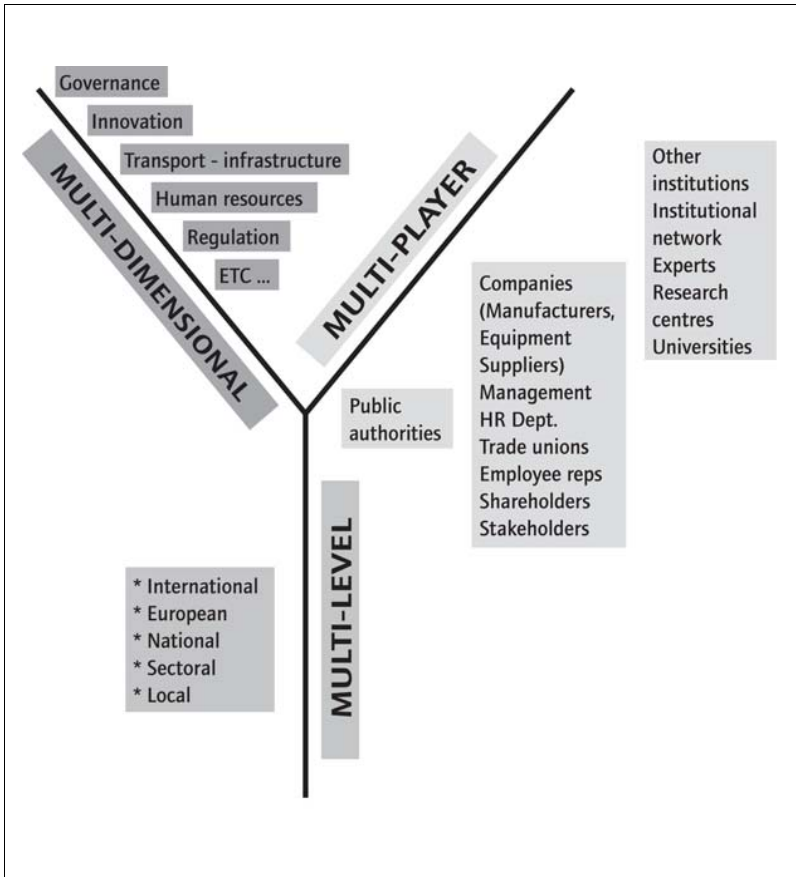 Governance
Innovation
Transport - infrastructure
Human resources
Regulation
ETC ...
MULTI-DIMENSIONAL
MULTI-PLAYER
Public
authorities
Companies
(Manufacturers,
Equipment
Suppliers)
Management
HR Dept.
Trade unions
Employee reps
Shareholders
Stakeholders
Other
institutions
Institutional
network
Experts
Research
centres
Universities
MULTI-LEVEL
* International
* European
* National
* Sectoral
* Local